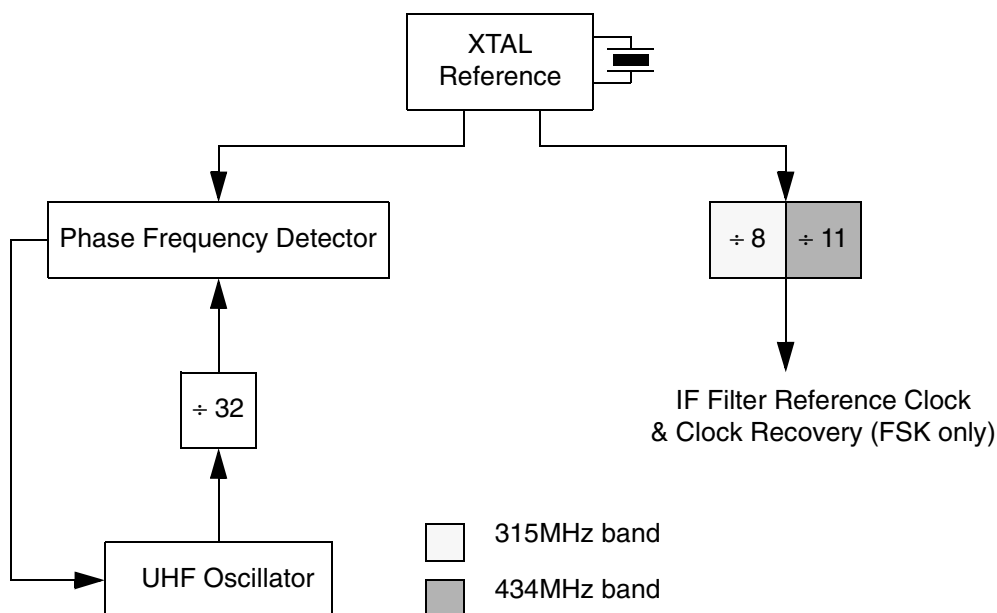 XTAL
Reference
Phase Frequency Detector
÷ 8
÷ 11
÷ 32
IF Filter Reference Clock
& Clock Recovery (FSK only)
UHF Oscillator
315MHz band
434MHz band